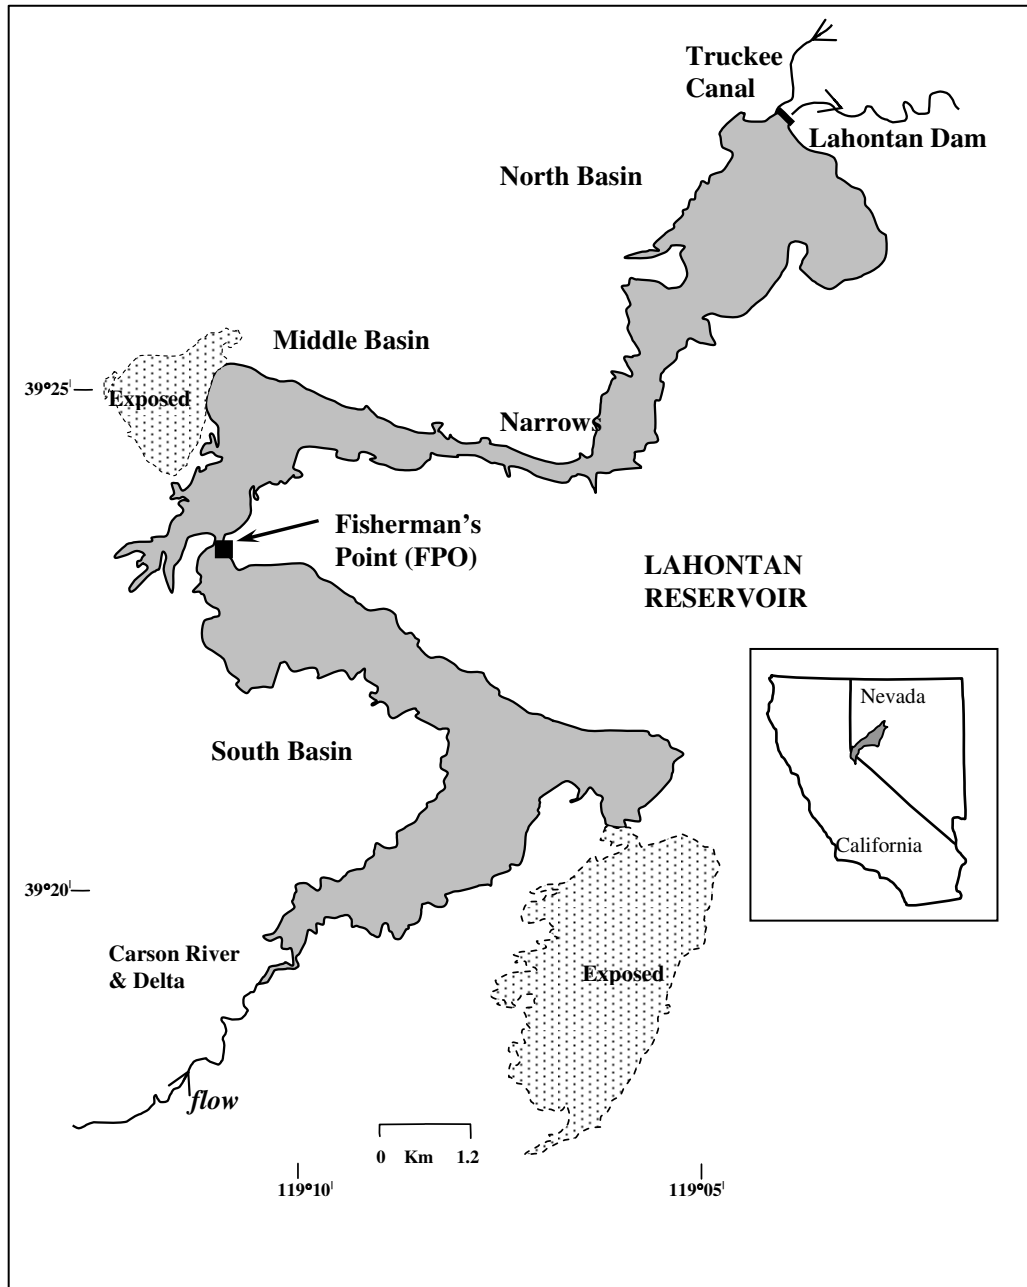 Truckee
Canal
Lahontan Dam
North Basin
Middle Basin
39°25'
Exposed
Narrows
Fisherman's
Point (FPO)
LAHONTAN
RESERVOIR
Nevada
South Basin
California
39°20'
Carson River
& Delta
Exposed
flow
0 Km 1.2
119°10'
119°05'